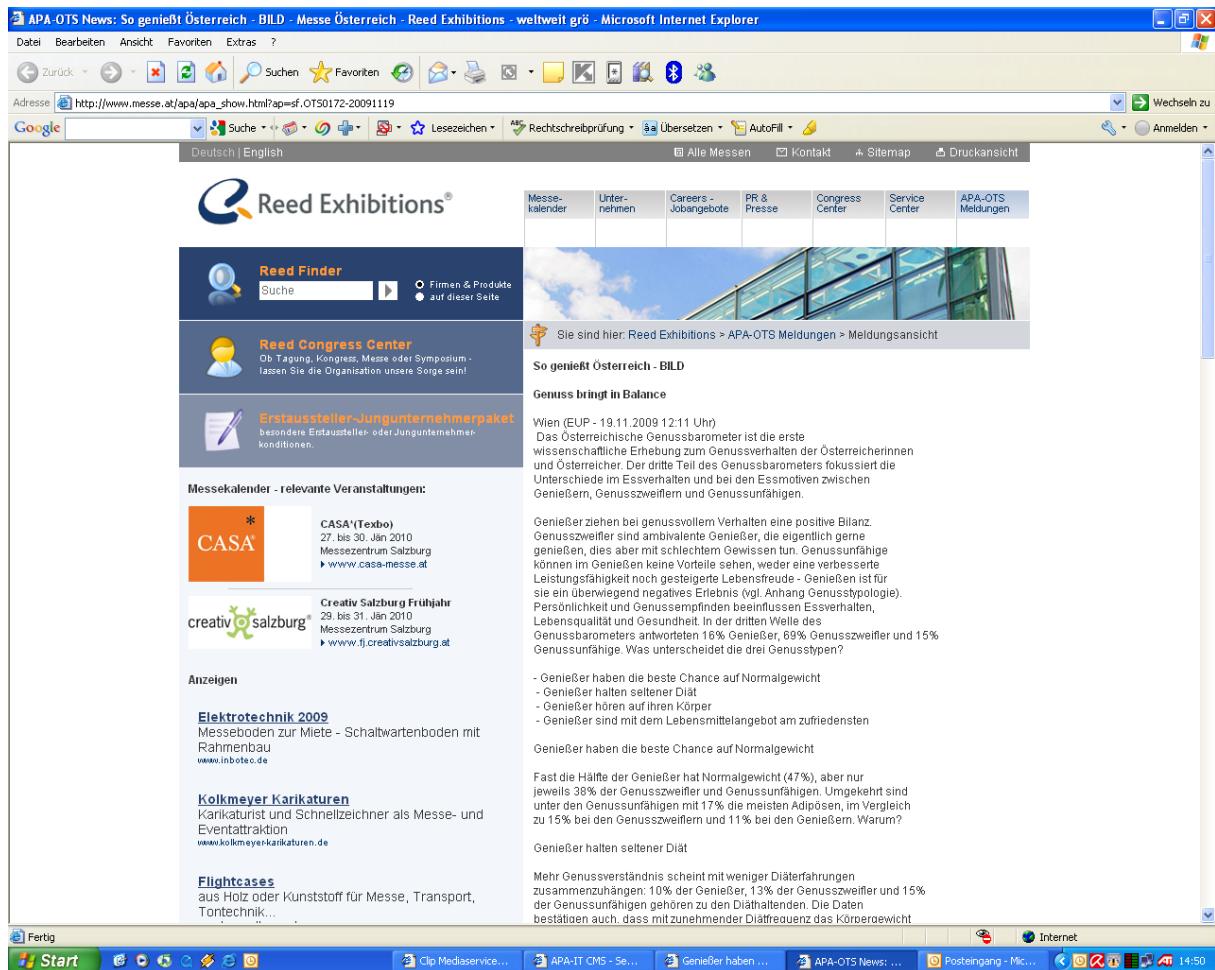 APA-OTS News: So genießt Österreich - BILD - Messe Österreich - Reed Exhibitions - weltweit grö - Microsoft Internet Explorer
Datei Bearbeiten Ansicht Favoriten Extras ?
Zurück Suchen Favoriten
Adresse http://www.messe.at/apa/apa_show.html?ap=sf.OTS0172-20091119 Wechseln zu
Google Suche Lesezeichen Rechtschreibprüfung Übersetzen AutoFill Anmelden
Deutsch | English Alle Messen Kontakt Sitemap Druckansicht
Reed Exhibitions®
Messe-
kalender
Unter-
nehmen
Careers -
Jobangebote
PR &
Presse
Congress
Center
Service
Center
APA-OTS
Meldungen
Reed Finder
Suche
Firmen & Produkte
auf dieser Seite
Reed Congress Center
Ob Tagung, Kongress, Messe oder Symposium -
lassen Sie die Organisation unsere Sorge sein!
Erstaussteller-Jungunternehmerpaket
besondere Erstaussteller- oder Jungunternehmer-
konditionen.
Messekalender - relevante Veranstaltungen:
CASA*
CASA*(Texbo)
27. bis 30. Jän 2010
Messezentrum Salzburg
www.casa-messe.at
creativ salzburg®
Creativ Salzburg Frühjahr
29. bis 31. Jän 2010
Messezentrum Salzburg
www.fj.creativsalzburg.at
Anzeigen
Elektrotechnik 2009
Messeboden zur Miete - Schaltwartenboden mit
Rahmenbau
www.inbotec.de
Kolkmeyer Karikaturen
Karikaturist und Schnellzeichner als Messe- und
Eventattraktion
www.kolkmeyer-karikaturen.de
Flightcases
aus Holz oder Kunststoff für Messe, Transport,
Tontechnik...
Sie sind hier: Reed Exhibitions > APA-OTS Meldungen > Meldungsansicht
So genießt Österreich - BILD
Genuss bringt in Balance
Wien (EUP - 19.11.2009 12:11 Uhr)
Das Österreichische Genussbarometer ist die erste
wissenschaftliche Erhebung zum Genussverhalten der Österreicherinnen
und Österreicher. Der dritte Teil des Genussbarometers fokussiert die
Unterschiede im Essverhalten und bei den Essmotiven zwischen
Genießern, Genusszweiflern und Genussunfähigen.
Genießer ziehen bei genussvollem Verhalten eine positive Bilanz.
Genusszweifler sind ambivalente Genießer, die eigentlich gerne
genießen, dies aber mit schlechtem Gewissen tun. Genussunfähige
können im Genießen keine Vorteile sehen, weder eine verbesserte
Leistungsfähigkeit noch gesteigerte Lebensfreude - Genießen ist für
sie ein überwiegend negatives Erlebnis (vgl. Anhang Genusstypologie).
Persönlichkeit und Genussempfinden beeinflussen Essverhalten,
Lebensqualität und Gesundheit. In der dritten Welle des
Genussbarometers antworteten 16% Genießer, 69% Genusszweifler und 15%
Genussunfähige. Was unterscheidet die drei Genusstypen?
- Genießer haben die beste Chance auf Normalgewicht
- Genießer halten seltener Diät
- Genießer hören auf ihren Körper
- Genießer sind mit dem Lebensmittelangebot am zufriedensten
Genießer haben die beste Chance auf Normalgewicht
Fast die Hälfte der Genießer hat Normalgewicht (47%), aber nur
jeweils 38% der Genusszweifler und Genussunfähigen. Umgekehrt sind
unter den Genussunfähigen mit 17% die meisten Adipösen, im Vergleich
zu 15% bei den Genusszweiflern und 11% bei den Genießern. Warum?
Genießer halten seltener Diät
Mehr Genussverständnis scheint mit weniger Diäterfahrungen
zusammenzuhängen: 10% der Genießer, 13% der Genusszweifler und 15%
der Genussunfähigen gehören zu den Diäthaltenden. Die Daten
bestätigen auch, dass mit zunehmender Diätfrequenz das Körpergewicht
Fertig Internet
Start Clip Mediaservice... APA-IT CMS - Se... Genießer haben ... APA-OTS News: ... Posteingang - Mic... 14:50